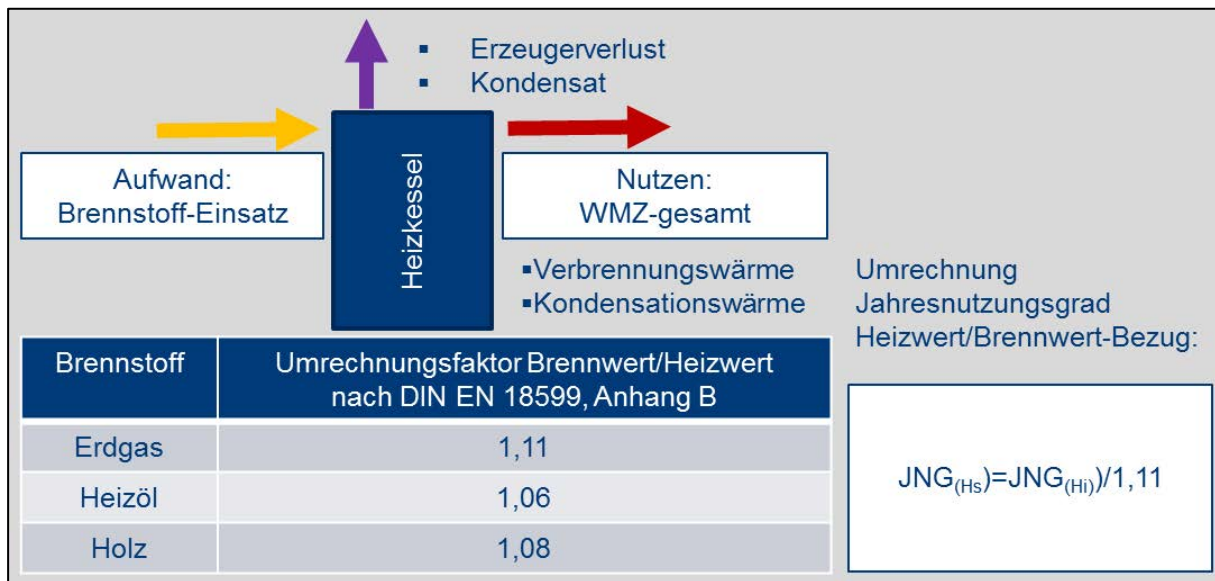 ▪ Erzeugerverlust
▪ Kondensat
Aufwand:
Brennstoff-Einsatz
Heizkessel
Nutzen:
WMZ-gesamt
▪Verbrennungswärme
▪Kondensationswärme
Umrechnung
Jahresnutzungsgrad
Heizwert/Brennwert-Bezug:
Brennstoff
Umrechnungsfaktor Brennwert/Heizwert
nach DIN EN 18599, Anhang B
Erdgas 1,11
Heizöl 1,06
Holz 1,08
JNG(Hs)=JNG(Hi))/1,11